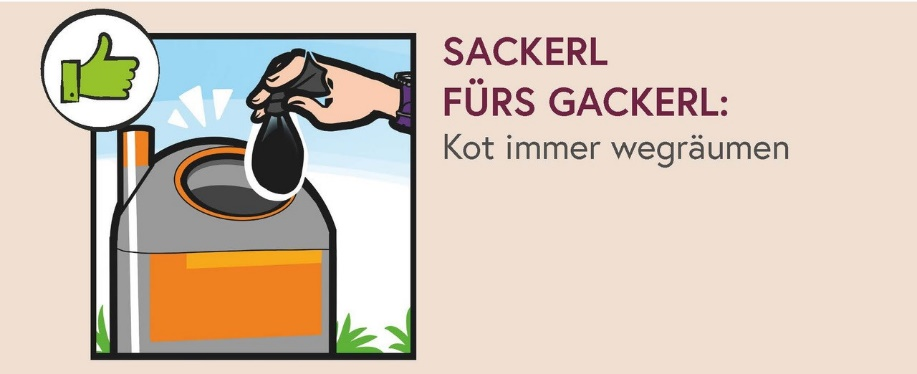 SACKERL
FÜRS GACKERL:
Kot immer wegräumen